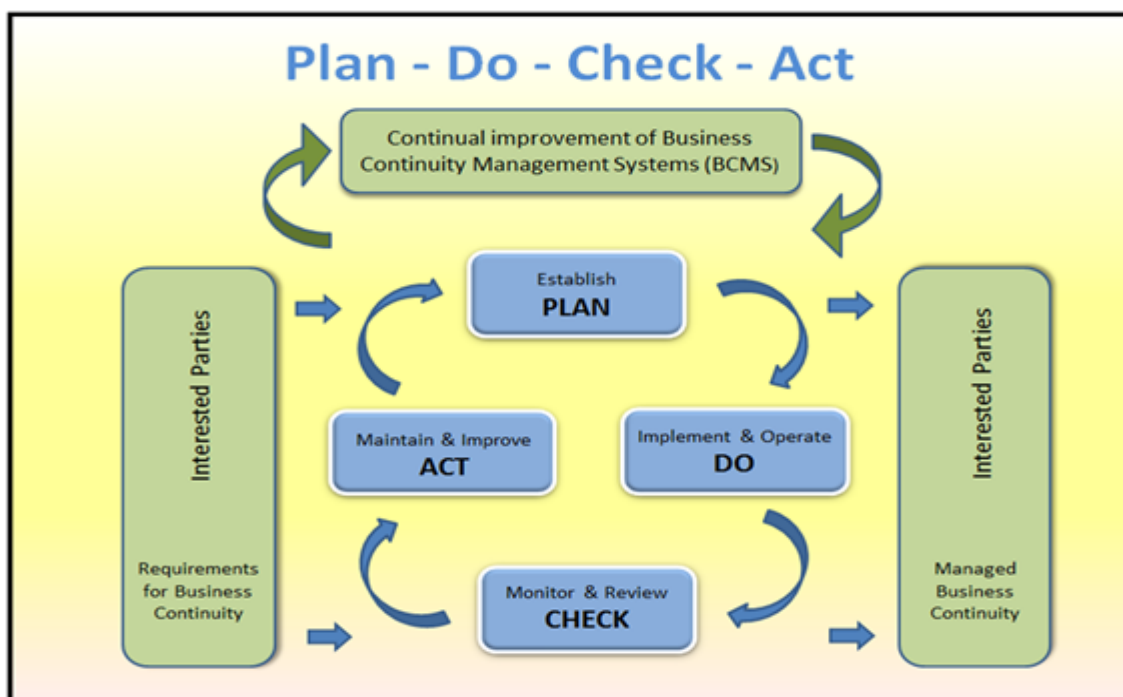 Plan - Do - Check - Act
Continual improvement of Business
Continuity Management Systems (BCMS)
Establish
PLAN
Interested Parties
Requirements
for Business
Continuity
Maintain & Improve
ACT
Implement & Operate
DO
Monitor & Review
CHECK
Interested Parties
Managed
Business
Continuity